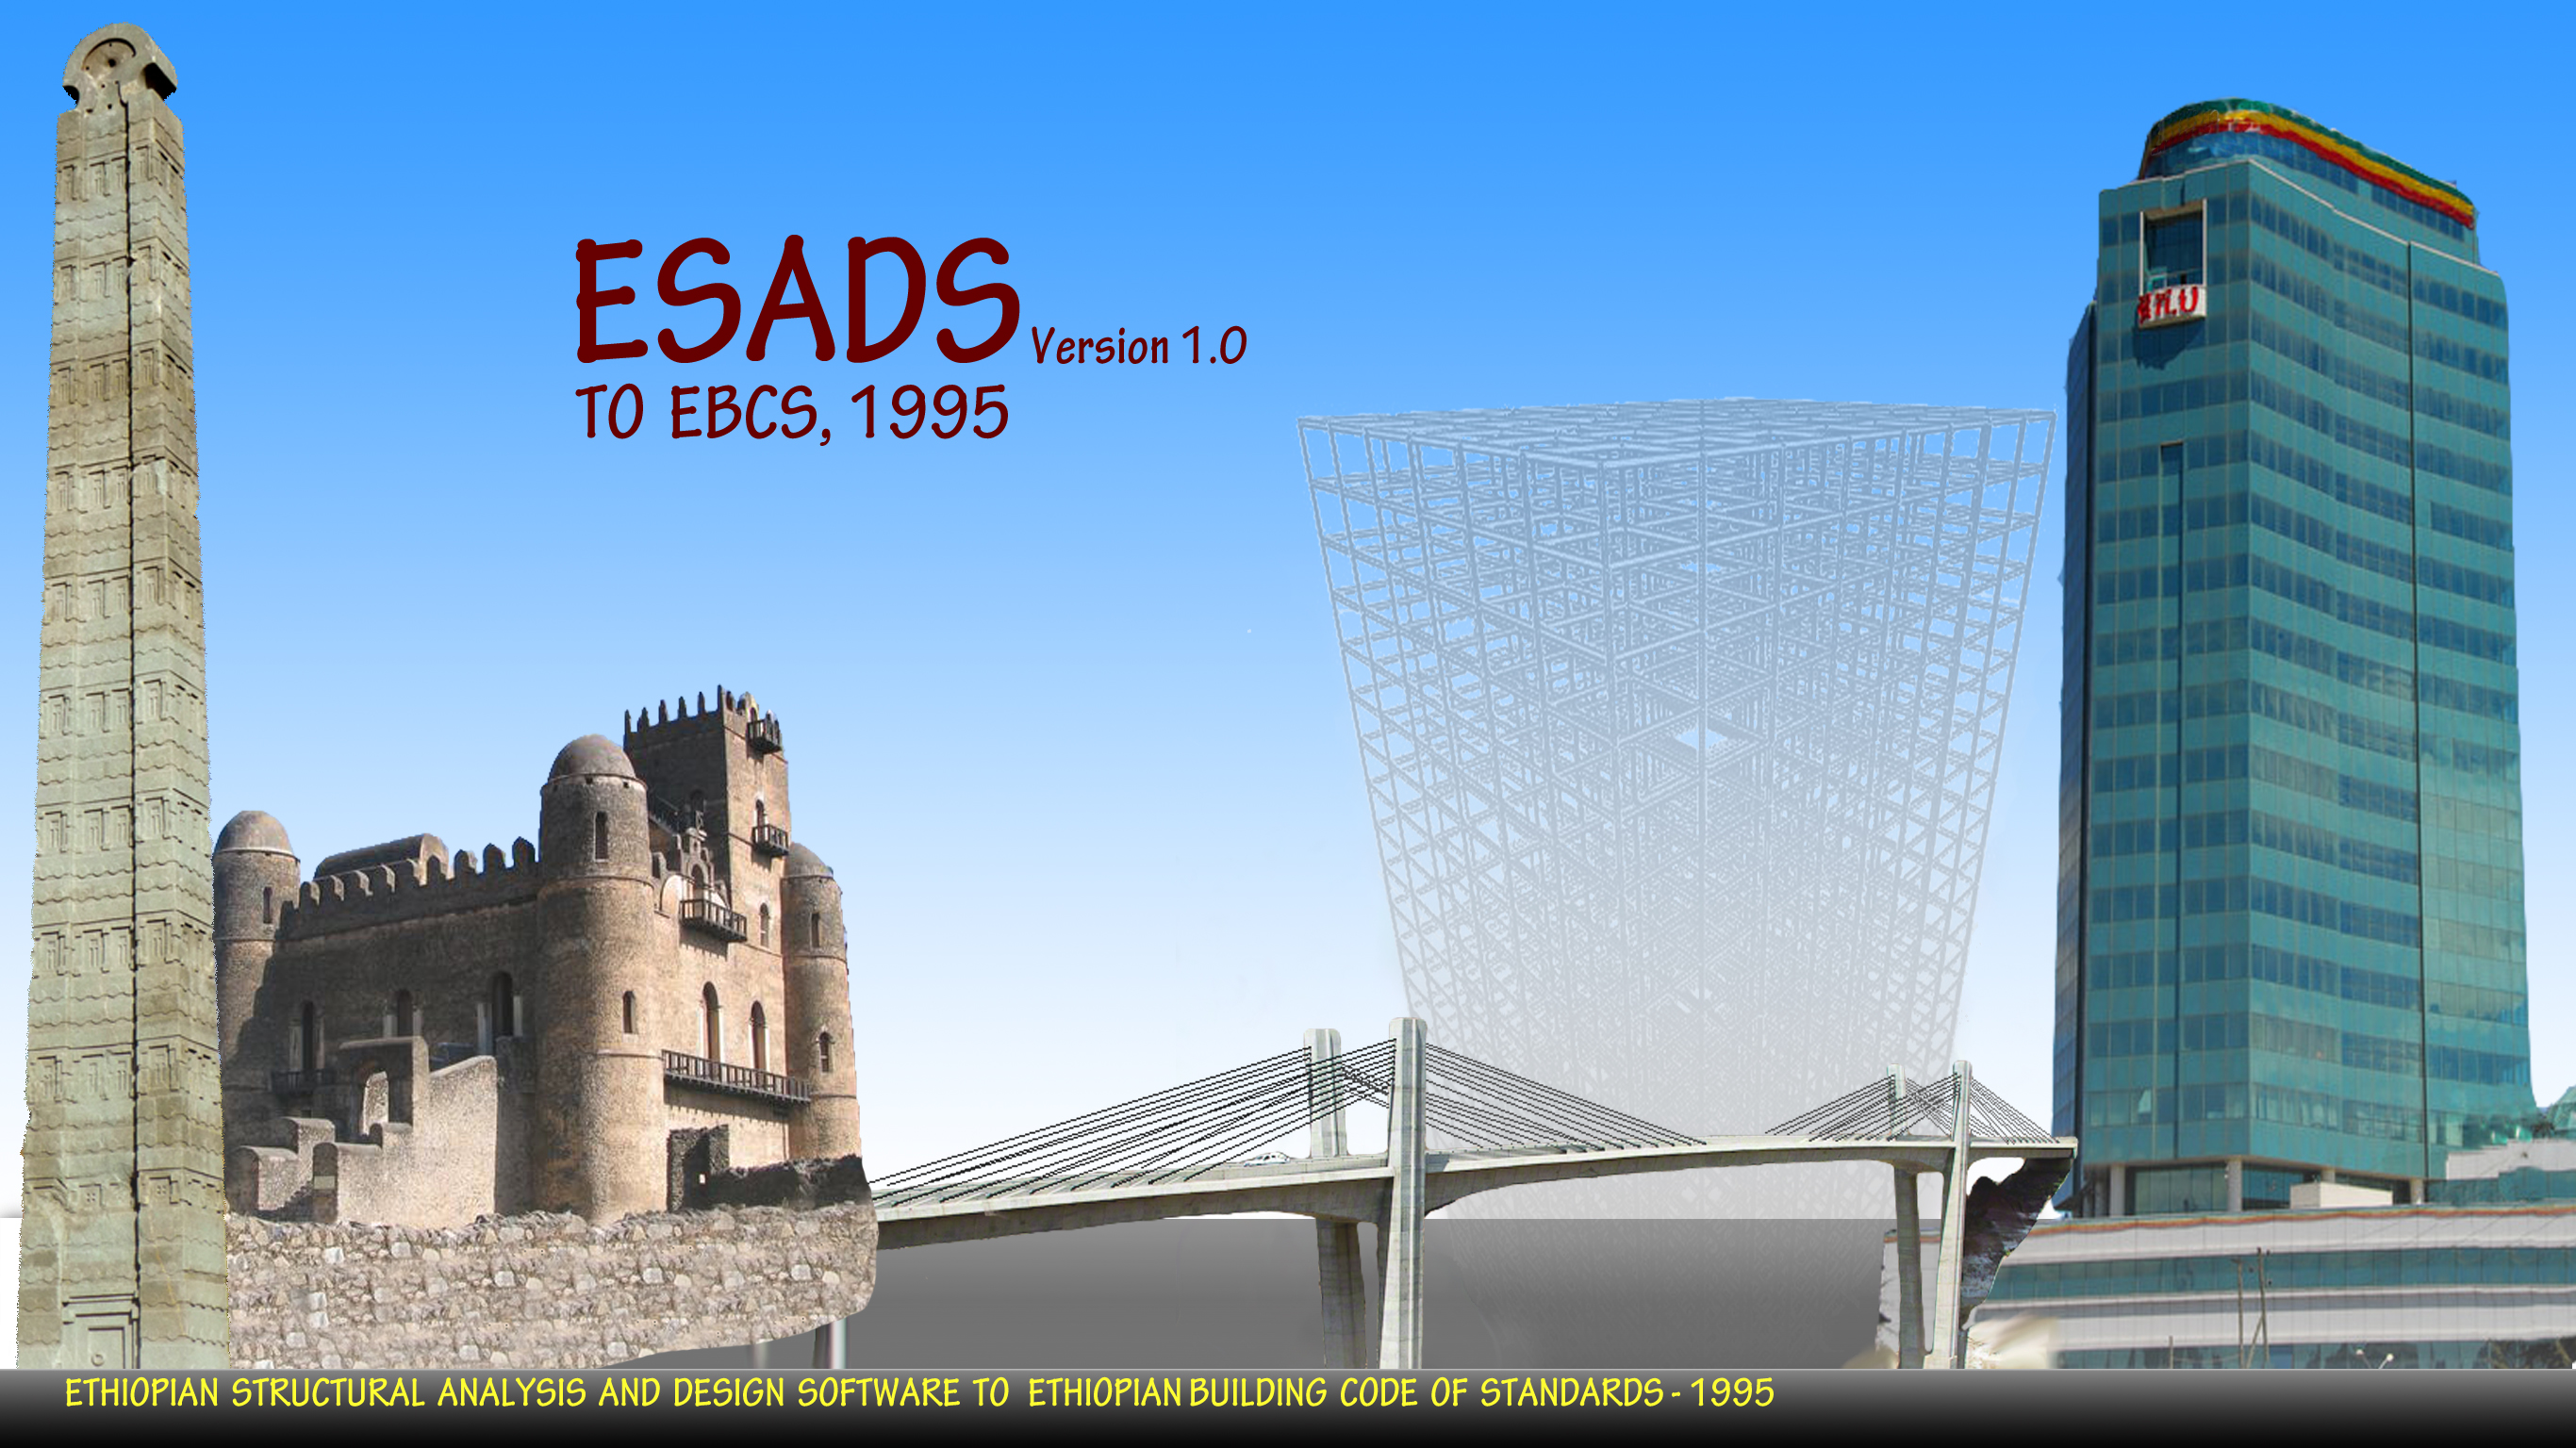 ESADS Version 1.0
TO EBCS, 1995
ETHIOPIAN STRUCTURAL ANALYSIS AND DESIGN SOFTWARE TO ETHIOPIAN BUILDING CODE OF STANDARDS - 1995